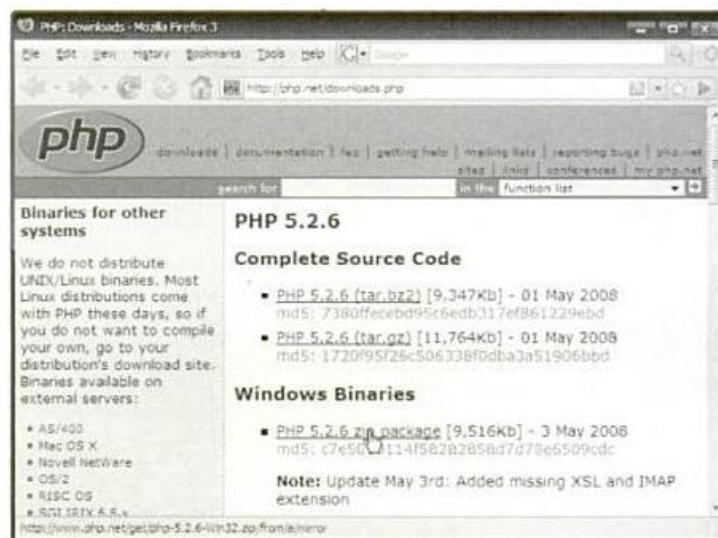 PHP: Downloads - Mozilla Firefox 3
File Edit View History Bookmarks Tools Help
http://php.net/downloads.php
php
downloads | documentation | faq | getting help | mailing lists | reporting bugs | php.net
sites | links | conferences | my php.net
search for in the function list
Binaries for other
systems
We do not distribute
UNIX/Linux binaries. Most
Linux distributions come
with PHP these days, so if
you do not want to compile
your own, go to your
distribution's download site.
Binaries available on
external servers:
• AS/400
• Mac OS X
• Novell NetWare
• OS/2
• RISC OS
• SGI IRIX 6.5.x
PHP 5.2.6
Complete Source Code
▪ PHP 5.2.6 (tar.bz2) [9,347Kb] - 01 May 2008
md5: 7380ffecebd95c6edb317ef861229ebd
▪ PHP 5.2.6 (tar.gz) [11,764Kb] - 01 May 2008
md5: 1720f95f26c506338f0dba3a51906bbd
Windows Binaries
▪ PHP 5.2.6 zip package [9,516Kb] - 3 May 2008
md5:
Note: Update May 3rd: Added missing XSL and IMAP
extension
http://www.php.net/get/php-5.2.6-Win32.zip/from/a/mirror